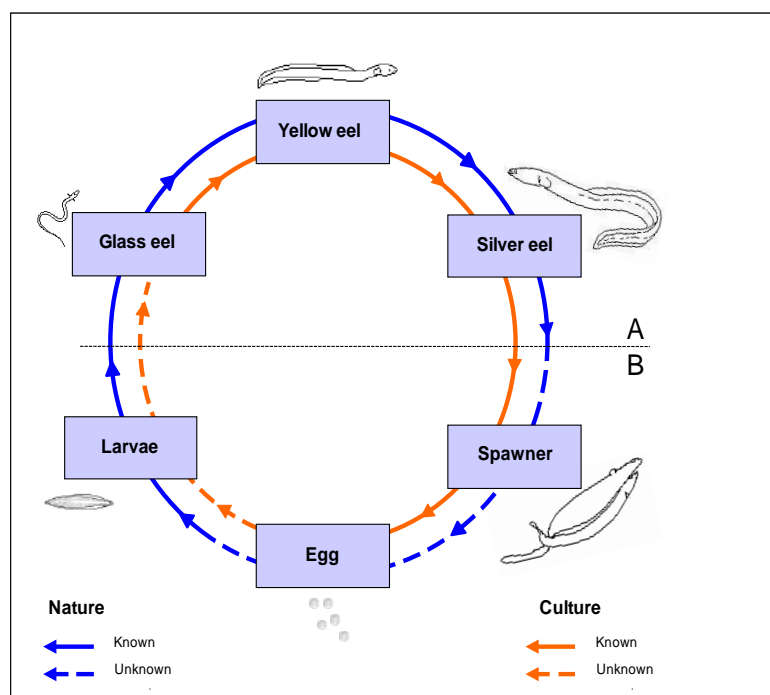 Yellow eel
Glass eel
Silver eel
A
B
Larvae
Spawner
Egg
Nature
Culture
Known
Known
Unknown
Unknown